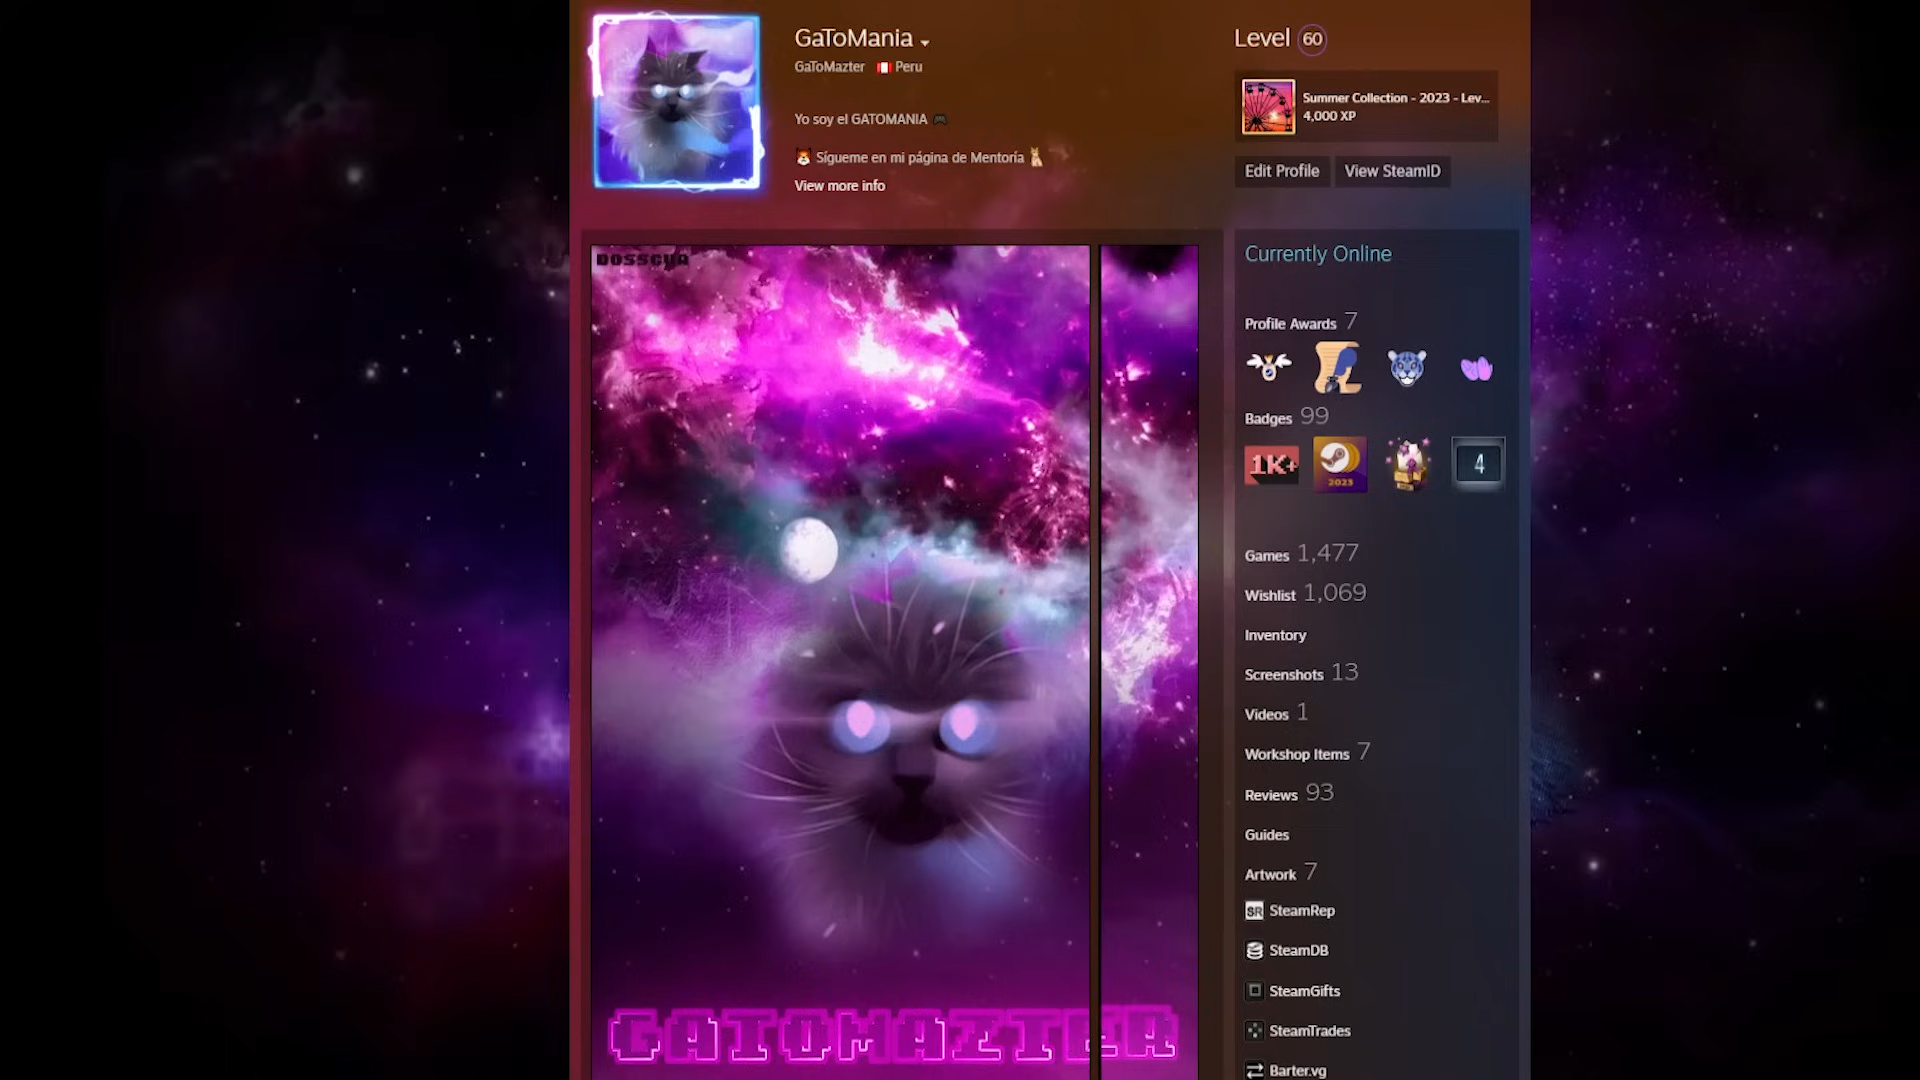 GaToMania
GaToMazter Peru
Yo soy el GATOMANIA
Sígueme en mi página de Mentoría
View more info
Level 60
Summer Collection - 2023 - Lev...
4,000 XP
Edit Profile View SteamID
DOSSCYA
GATOMAZTER
Currently Online
Profile Awards 7
Badges 99
1K+ 2023 4
Games 1,477
Wishlist 1,069
Inventory
Screenshots 13
Videos 1
Workshop Items 7
Reviews 93
Guides
Artwork 7
SR SteamRep
SteamDB
SteamGifts
SteamTrades
Barter.vg